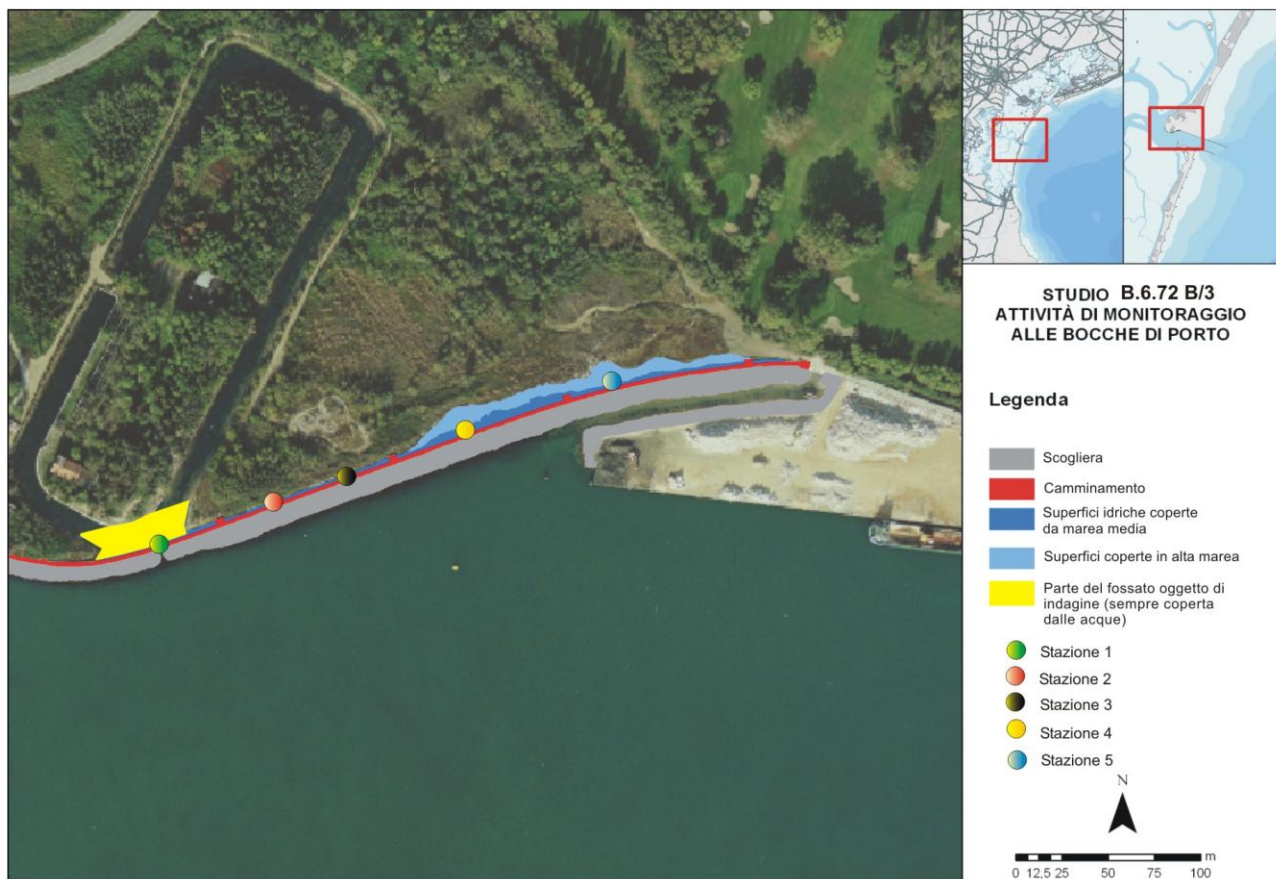 STUDIO B.6.72 B/3
ATTIVITÀ DI MONITORAGGIO
ALLE BOCCHE DI PORTO
Legenda
Scogliera
Camminamento
Superfici idriche coperte
da marea media
Superfici coperte in alta marea
Parte del fossato oggetto di
indagine (sempre coperta
dalle acque)
Stazione 1
Stazione 2
Stazione 3
Stazione 4
Stazione 5
N
m
0 12,5 25 50 75 100